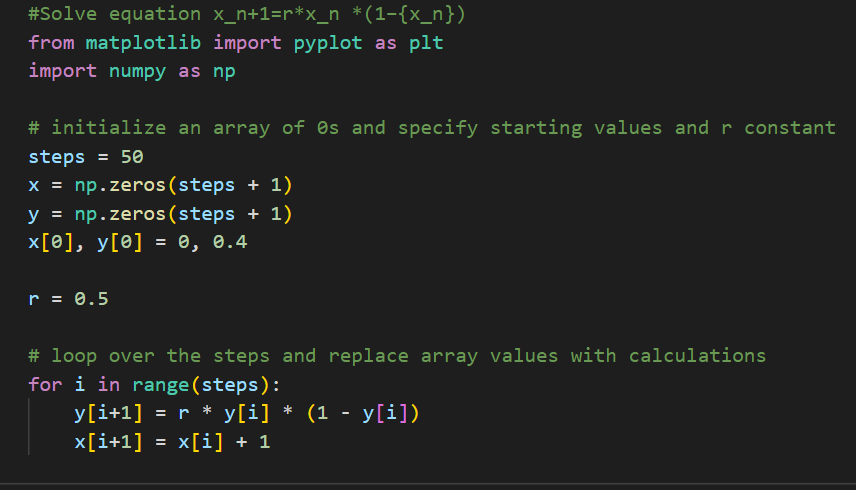 #Solve equation x_n+1=r*x_n *(1-{x_n})
from matplotlib import pyplot as plt
import numpy as np
# initialize an array of 0s and specify starting values and r constant
steps = 50
x = np.zeros(steps + 1)
y = np.zeros(steps + 1)
x[0], y[0] = 0, 0.4
r = 0.5
# loop over the steps and replace array values with calculations
for i in range(steps):
    y[i+1] = r * y[i] * (1 - y[i])
    x[i+1] = x[i] + 1